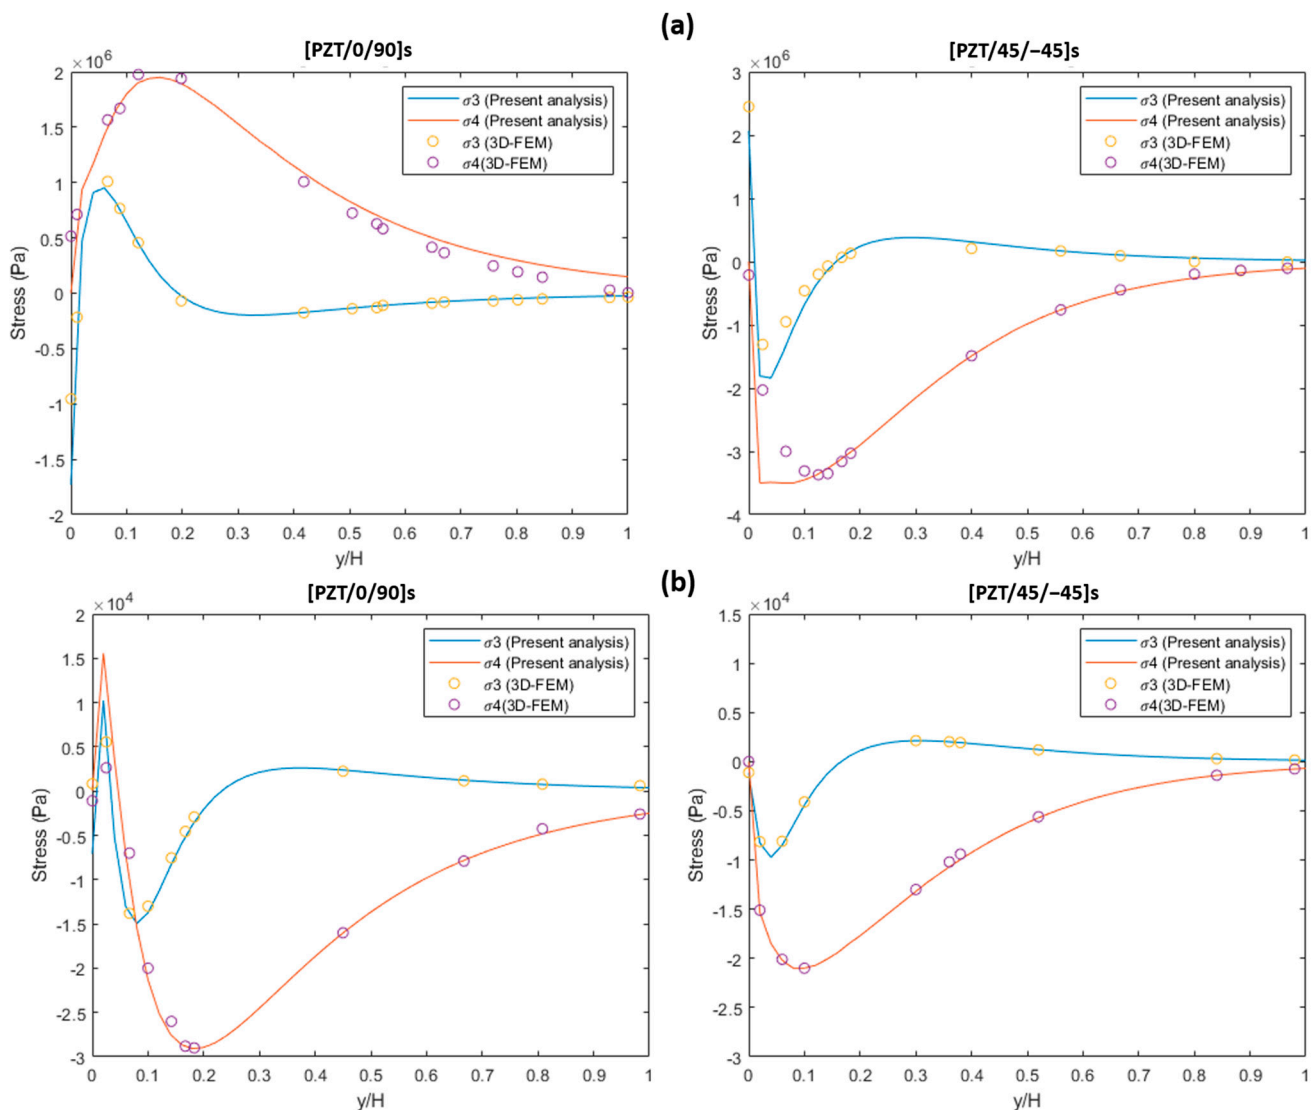 (a)
[PZT/0/90]s
×10⁶
2
1.5
1
0.5
0
-0.5
-1
-1.5
-2
Stress (Pa)
σ3 (Present analysis)
σ4 (Present analysis)
σ3 (3D-FEM)
σ4(3D-FEM)
0 0.1 0.2 0.3 0.4 0.5 0.6 0.7 0.8 0.9 1
y/H
[PZT/45/−45]s
×10⁶
3
2
1
0
-1
-2
-3
-4
Stress (Pa)
σ3 (Present analysis)
σ4 (Present analysis)
σ3 (3D-FEM)
σ4(3D-FEM)
0 0.1 0.2 0.3 0.4 0.5 0.6 0.7 0.8 0.9 1
y/H
(b)
[PZT/0/90]s
×10⁴
2
1.5
1
0.5
0
-0.5
-1
-1.5
-2
-2.5
-3
Stress (Pa)
σ3 (Present analysis)
σ4 (Present analysis)
σ3 (3D-FEM)
σ4(3D-FEM)
0 0.1 0.2 0.3 0.4 0.5 0.6 0.7 0.8 0.9 1
y/H
[PZT/45/−45]s
×10⁴
1.5
1
0.5
0
-0.5
-1
-1.5
-2
-2.5
-3
Stress (Pa)
σ3 (Present analysis)
σ4 (Present analysis)
σ3 (3D-FEM)
σ4(3D-FEM)
0 0.1 0.2 0.3 0.4 0.5 0.6 0.7 0.8 0.9 1
y/H